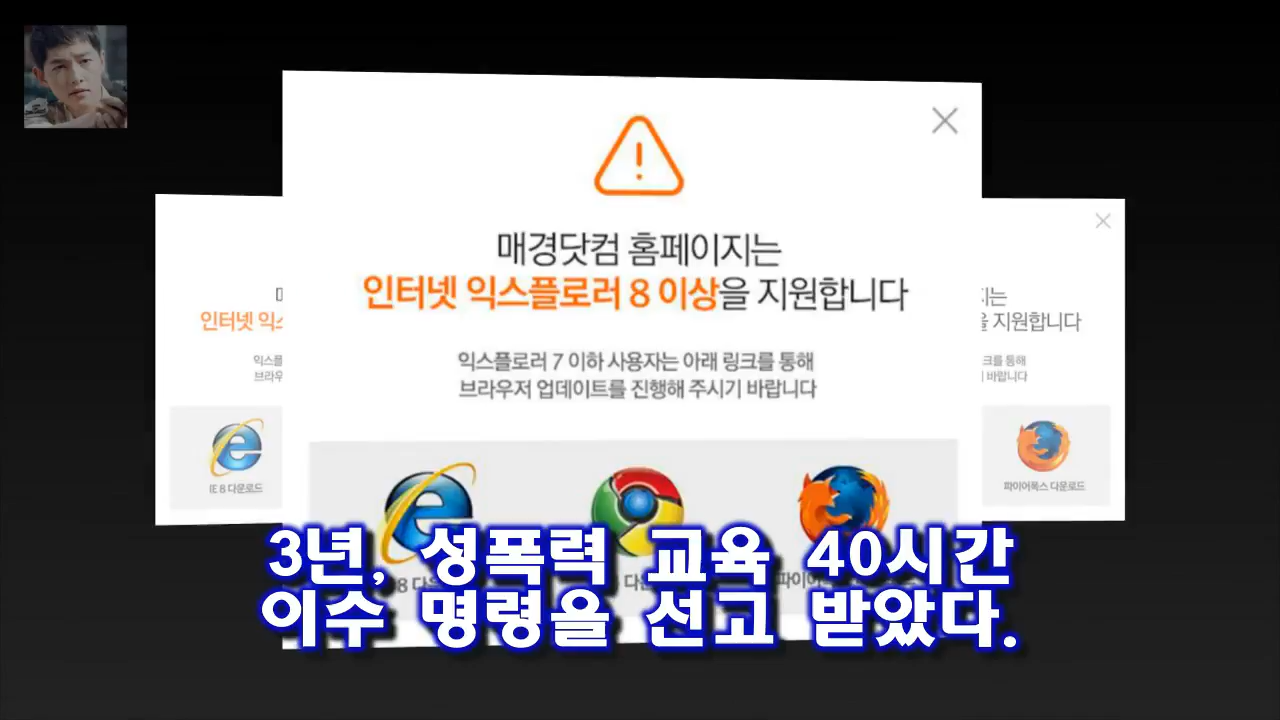 매경닷컴 홈페이지는
인터넷 익스플로러 8 이상을 지원합니다
익스플로러 7 이하 사용자는 아래 링크를 통해
브라우저 업데이트를 진행해 주시기 바랍니다
인터넷
익스플
브라우
IE 8 다운로드
지는
을 지원합니다
크를 통해
바랍니다
파이어폭스 다운로드
3년, 성폭력 교육 40시간
이수 명령을 선고 받았다.